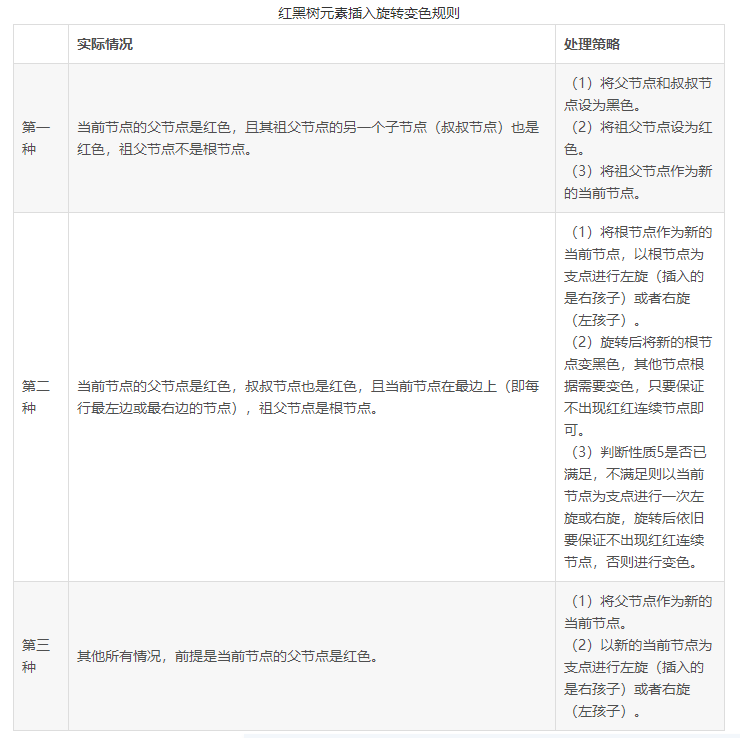 红黑树元素插入旋转变色规则
实际情况
处理策略
第一
种
当前节点的父节点是红色，且其祖父节点的另一个子节点（叔叔节点）也是
红色，祖父节点不是根节点。
（1）将父节点和叔叔节
点设为黑色。
（2）将祖父节点设为红
色。
（3）将祖父节点作为新
的当前节点。
第二
种
当前节点的父节点是红色，叔叔节点也是红色，且当前节点在最边上（即每
行最左边或最右边的节点），祖父节点是根节点。
（1）将根节点作为新的
当前节点，以根节点为
支点进行左旋（插入的
是右孩子）或者右旋
（左孩子）。
（2）旋转后将新的根节
点变黑色，其他节点根
据需要变色，只要保证
不出现红红连续节点即
可。
（3）判断性质5是否已
满足，不满足则以当前
节点为支点进行一次左
旋或右旋，旋转后依旧
要保证不出现红红连续
节点，否则进行变色。
第三
种
其他所有情况，前提是当前节点的父节点是红色。
（1）将父节点作为新的
当前节点。
（2）以新的当前节点为
支点进行左旋（插入的
是右孩子）或者右旋
（左孩子）。